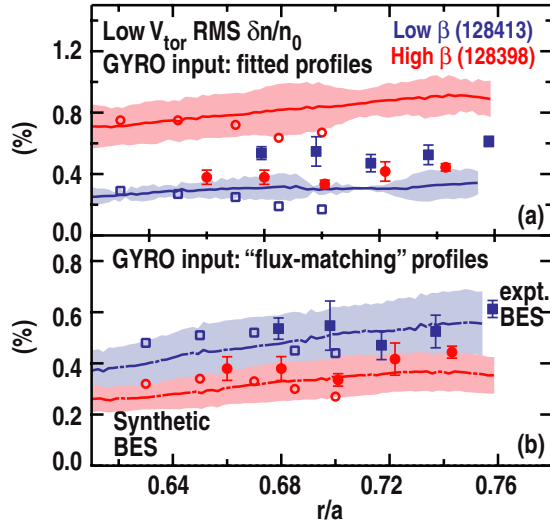 Low Vtor RMS δn/n0
Low β (128413)
High β (128398)
GYRO input: fitted profiles
1.2
0.8
0.4
0.0
(%)
(a)
GYRO input: “flux-matching” profiles
0.8
0.6
0.4
0.2
0.0
(%)
expt.
BES
Synthetic
BES
(b)
0.64
0.68
0.72
0.76
r/a